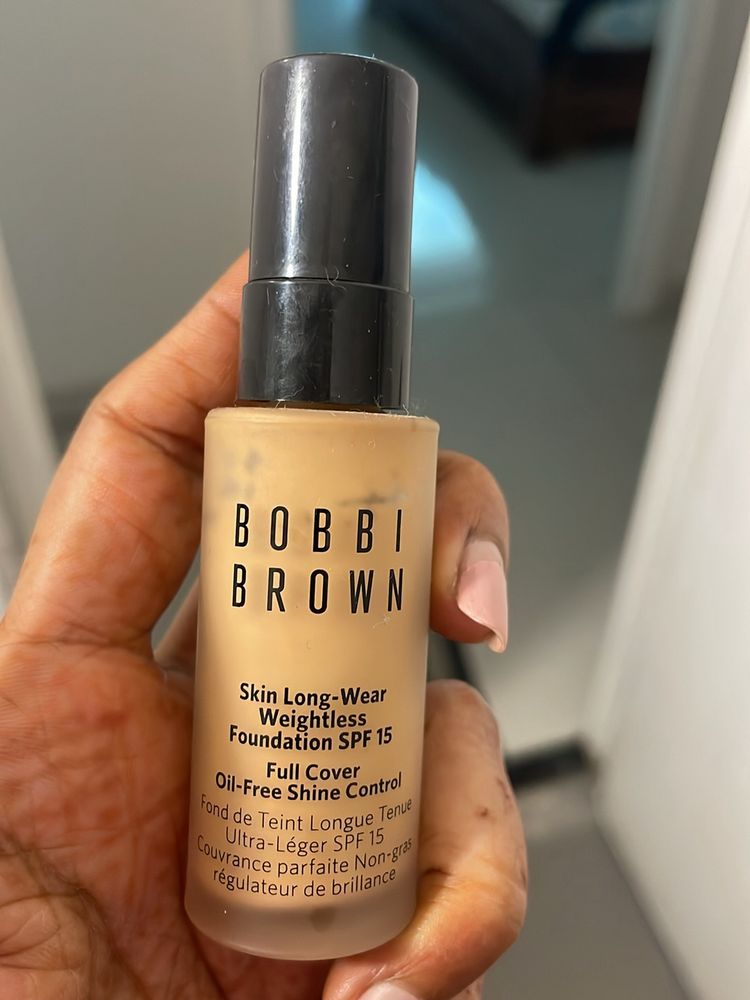 BOBBI
BROWN
Skin Long-Wear
Weightless
Foundation SPF 15
Full Cover
Oil-Free Shine Control
Fond de Teint Longue Tenue
Ultra-Léger SPF 15
Couvrance parfaite Non-gras
régulateur de brillance